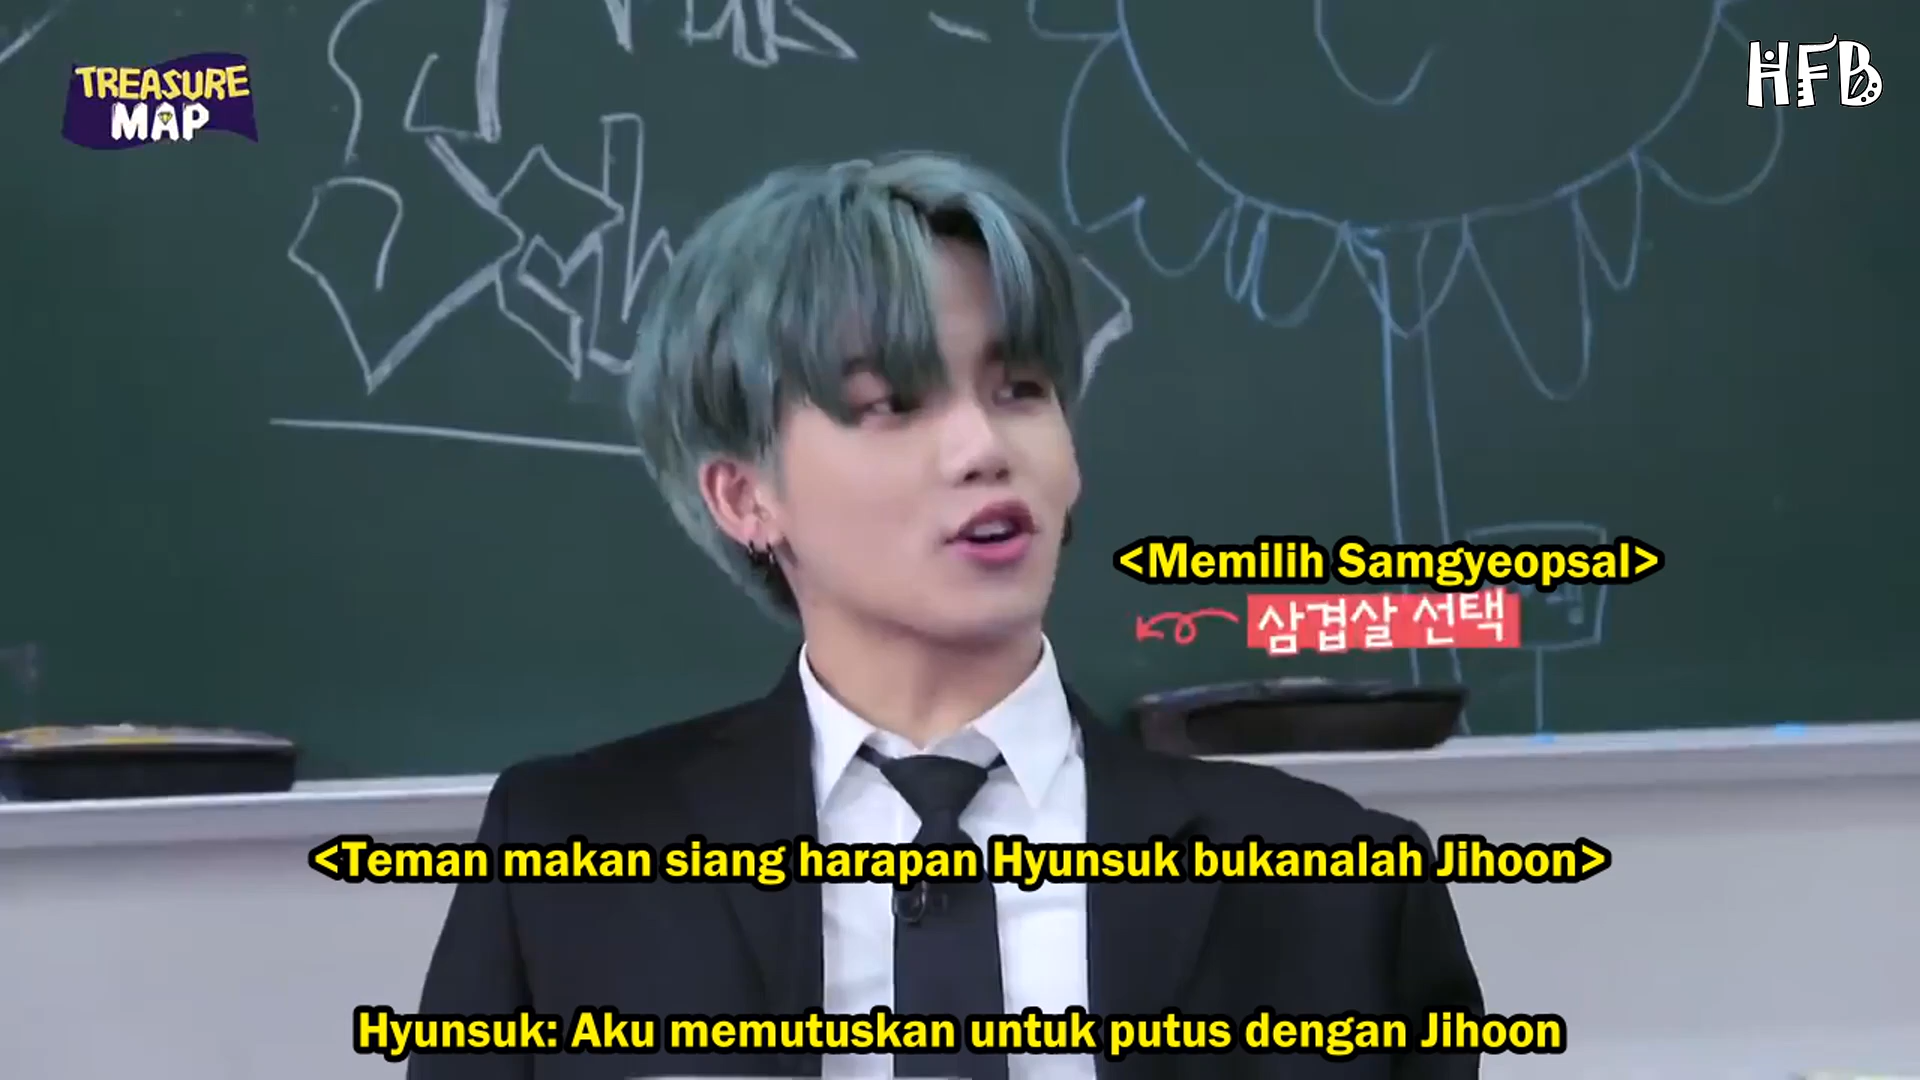 TREASURE
MAP
HFB
<Memilih Samgyeopsal>
삼겹살 선택
<Teman makan siang harapan Hyunsuk bukanalah Jihoon>
Hyunsuk: Aku memutuskan untuk putus dengan Jihoon